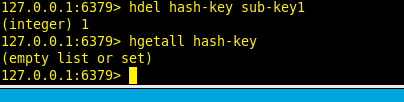 127.0.0.1:6379> hdel hash-key sub-key1
(integer) 1
127.0.0.1:6379> hgetall hash-key
(empty list or set)
127.0.0.1:6379>